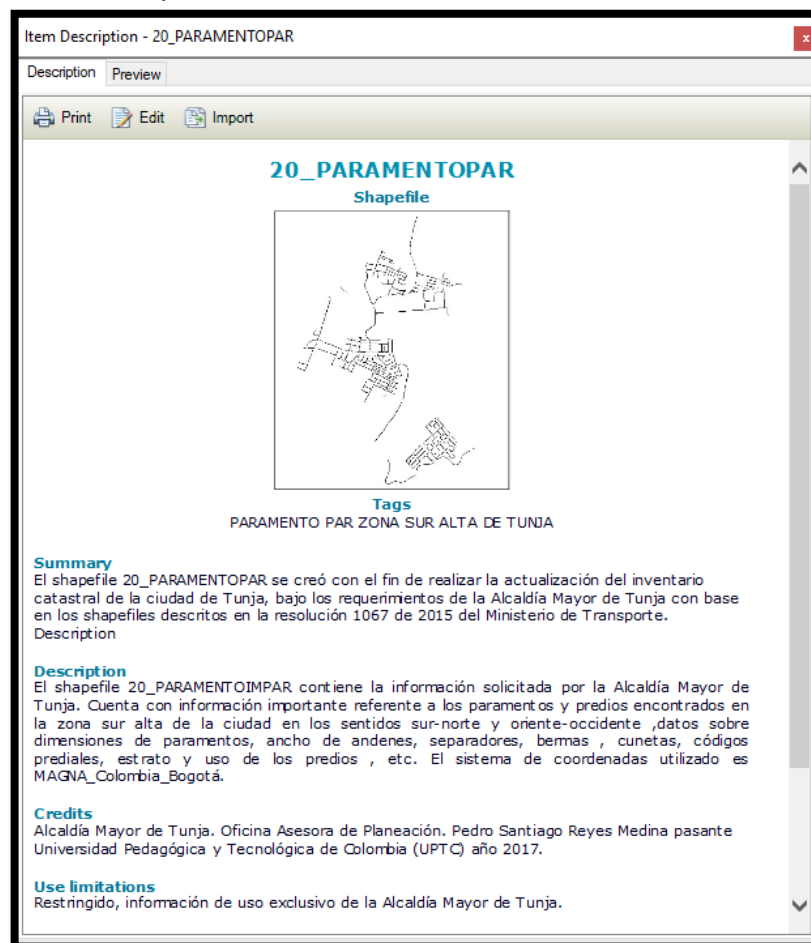 Item Description - 20_PARAMENTOPAR
x
Description Preview
Print Edit Import
20_PARAMENTOPAR
Shapefile
Tags
PARAMENTO PAR ZONA SUR ALTA DE TUNJA
Summary
El shapefile 20_PARAMENTOPAR se creó con el fin de realizar la actualización del inventario
catastral de la ciudad de Tunja, bajo los requerimientos de la Alcaldía Mayor de Tunja con base
en los shapefiles descritos en la resolución 1067 de 2015 del Ministerio de Transporte.
Description
Description
El shapefile 20_PARAMENTOIMPAR contiene la información solicitada por la Alcaldía Mayor de
Tunja. Cuenta con información importante referente a los paramentos y predios encontrados en
la zona sur alta de la ciudad en los sentidos sur-norte y oriente-occidente ,datos sobre
dimensiones de paramentos, ancho de andenes, separadores, bermas , cunetas, códigos
prediales, estrato y uso de los predios , etc. El sistema de coordenadas utilizado es
MAGNA_Colombia_Bogotá.
Credits
Alcaldía Mayor de Tunja. Oficina Asesora de Planeación. Pedro Santiago Reyes Medina pasante
Universidad Pedagógica y Tecnológica de Colombia (UPTC) año 2017.
Use limitations
Restringido, información de uso exclusivo de la Alcaldía Mayor de Tunja.